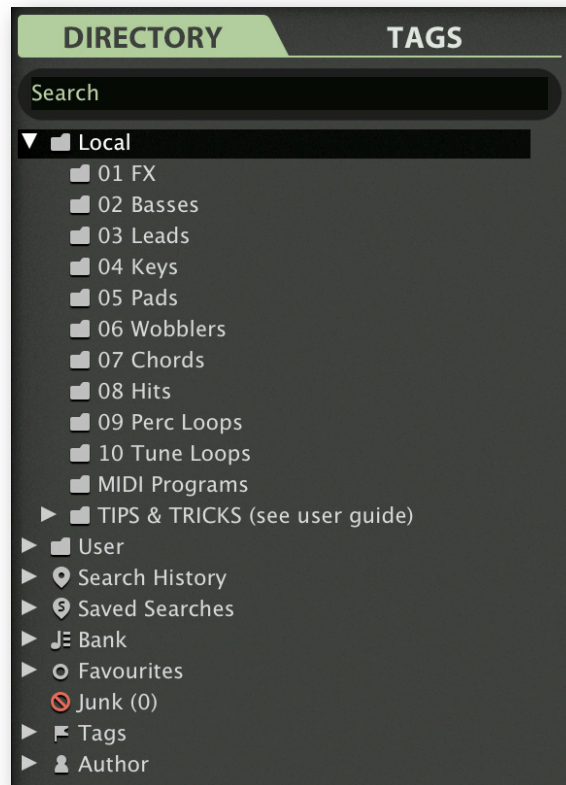 DIRECTORY TAGS
Search
Local
01 FX
02 Basses
03 Leads
04 Keys
05 Pads
06 Wobblers
07 Chords
08 Hits
09 Perc Loops
10 Tune Loops
MIDI Programs
TIPS & TRICKS (see user guide)
User
Search History
Saved Searches
Bank
Favourites
Junk (0)
Tags
Author